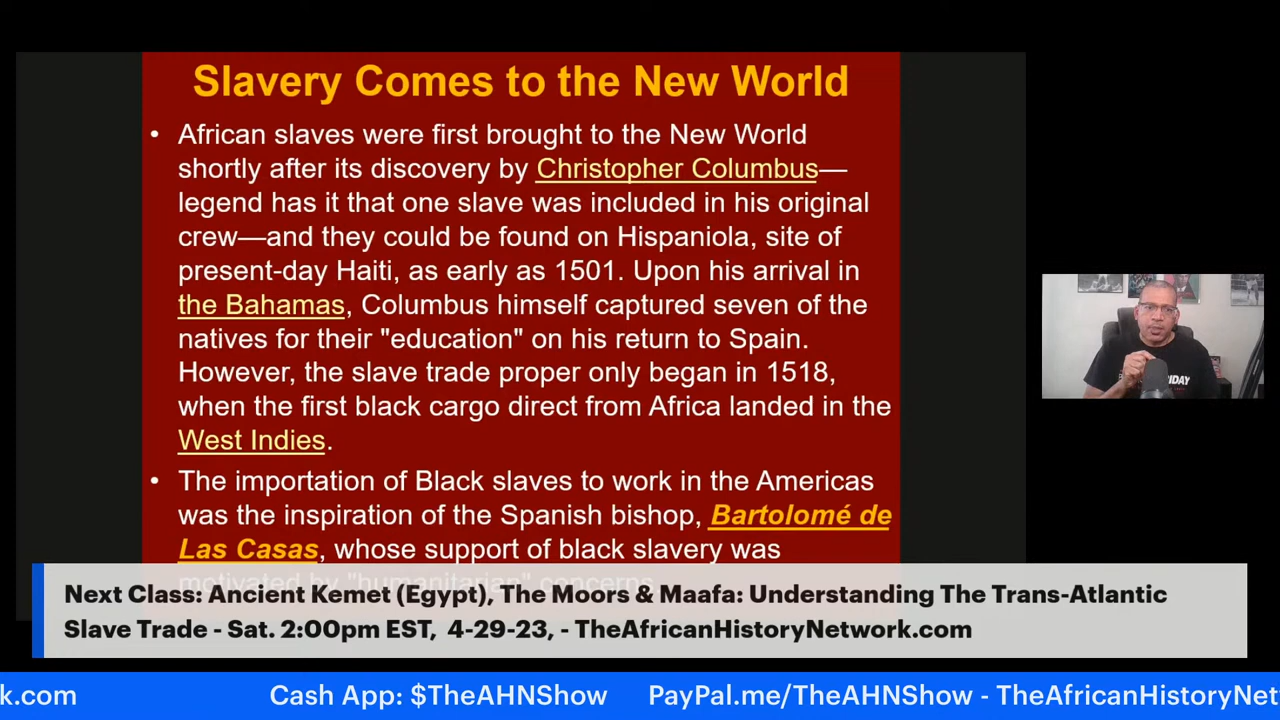 Slavery Comes to the New World
• African slaves were first brought to the New World
shortly after its discovery by Christopher Columbus—
legend has it that one slave was included in his original
crew—and they could be found on Hispaniola, site of
present-day Haiti, as early as 1501. Upon his arrival in
the Bahamas, Columbus himself captured seven of the
natives for their "education" on his return to Spain.
However, the slave trade proper only began in 1518,
when the first black cargo direct from Africa landed in the
West Indies.
• The importation of Black slaves to work in the Americas
was the inspiration of the Spanish bishop, Bartolomé de
Las Casas, whose support of black slavery was
motivated by "humanitarian" concerns.
Next Class: Ancient Kemet (Egypt), The Moors & Maafa: Understanding The Trans-Atlantic
Slave Trade - Sat. 2:00pm EST, 4-29-23, - TheAfricanHistoryNetwork.com
k.com Cash App: $TheAHNShow PayPal.me/TheAHNShow - TheAfricanHistoryNet